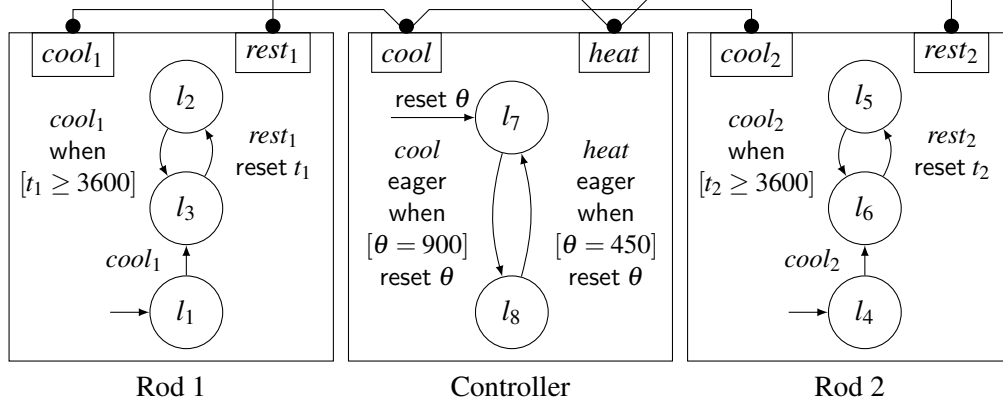 cool₁ rest₁ cool heat cool₂ rest₂
l₂
cool₁
when
[t₁ ≥ 3600]
rest₁
reset t₁
l₃
cool₁
l₁
reset θ
l₇
cool
eager
when
[θ = 900]
reset θ
heat
eager
when
[θ = 450]
reset θ
l₈
l₅
cool₂
when
[t₂ ≥ 3600]
rest₂
reset t₂
l₆
cool₂
l₄
Rod 1 Controller Rod 2